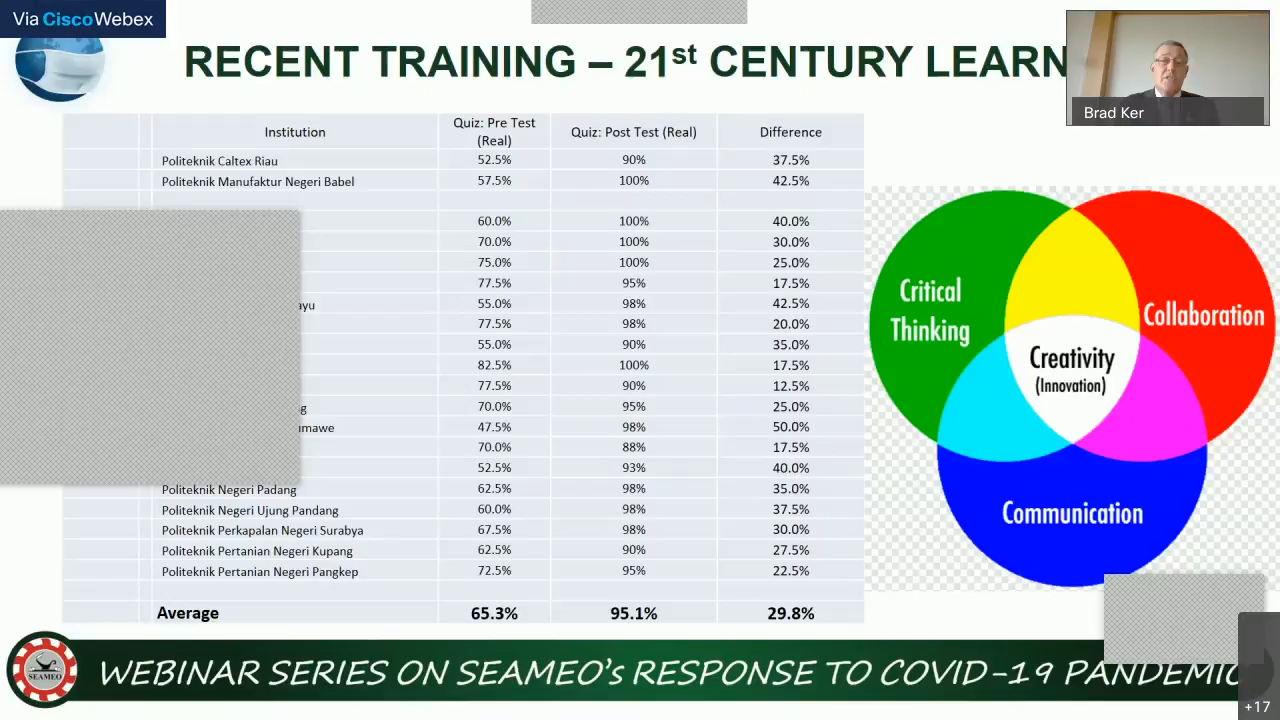 Via CiscoWebex
RECENT TRAINING – 21st CENTURY LEARN
Brad Ker
Institution Quiz: Pre Test (Real) Quiz: Post Test (Real) Difference
Politeknik Caltex Riau 52.5% 90% 37.5%
Politeknik Manufaktur Negeri Babel 57.5% 100% 42.5%
60.0% 100% 40.0%
70.0% 100% 30.0%
75.0% 100% 25.0%
77.5% 95% 17.5%
ayu 55.0% 98% 42.5%
77.5% 98% 20.0%
55.0% 90% 35.0%
82.5% 100% 17.5%
77.5% 90% 12.5%
70.0% 95% 25.0%
mawe 47.5% 98% 50.0%
70.0% 88% 17.5%
52.5% 93% 40.0%
Politeknik Negeri Padang 62.5% 98% 35.0%
Politeknik Negeri Ujung Pandang 60.0% 98% 37.5%
Politeknik Perkapalan Negeri Surabya 67.5% 98% 30.0%
Politeknik Pertanian Negeri Kupang 62.5% 90% 27.5%
Politeknik Pertanian Negeri Pangkep 72.5% 95% 22.5%
Average 65.3% 95.1% 29.8%
Critical
Thinking
Collaboration
Creativity
(Innovation)
Communication
SEAMEO
WEBINAR SERIES ON SEAMEO's RESPONSE TO COVID-19 PANDEMIC
+17